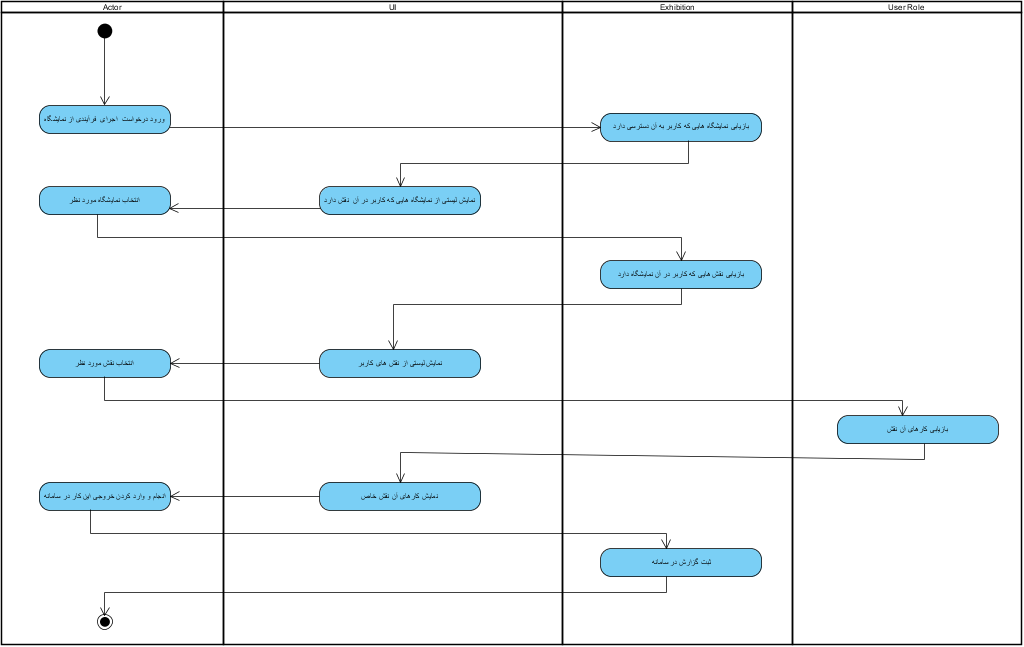 Actor
UI
Exhibition
User Role
ورود درخواست اجرای فرآیندی از نمایشگاه
بازیابی نمایشگاه هایی که کاربر به آن دسترسی دارد
نمایش لیستی از نمایشگاه هایی که کاربر در آن نقش دارد
انتخاب نمایشگاه مورد نظر
بازیابی نقش هایی که کاربر در آن نمایشگاه دارد
نمایش لیستی از نقش های کاربر
انتخاب نقش مورد نظر
بازیابی کارهای آن نقش
نمایش کارهای آن نقش خاص
انجام و وارد کردن خروجی این کار در سامانه
ثبت گزارش در سامانه